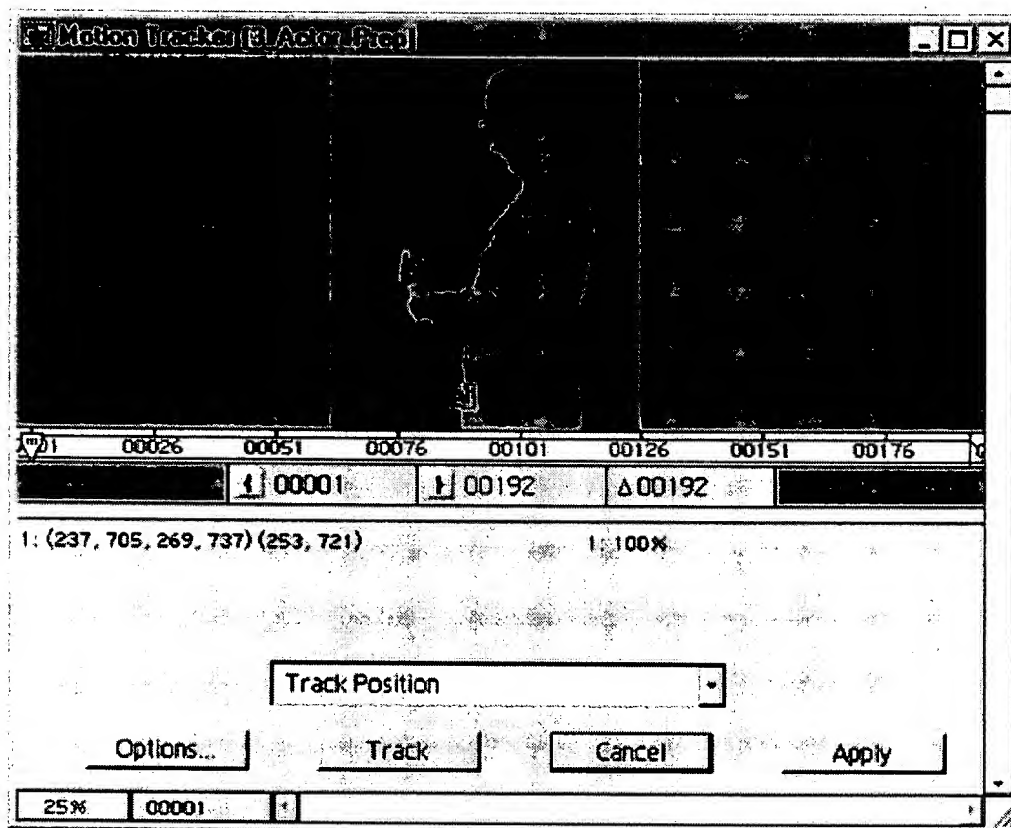 Motion Tracker [3_Actor_Prep]
00026 00051 00076 00101 00126 00151 00176
00001 00192 Δ00192
1: (237, 705, 269, 737) (253, 721) 1: 100%
Track Position
Options... Track Cancel Apply
25% 00001